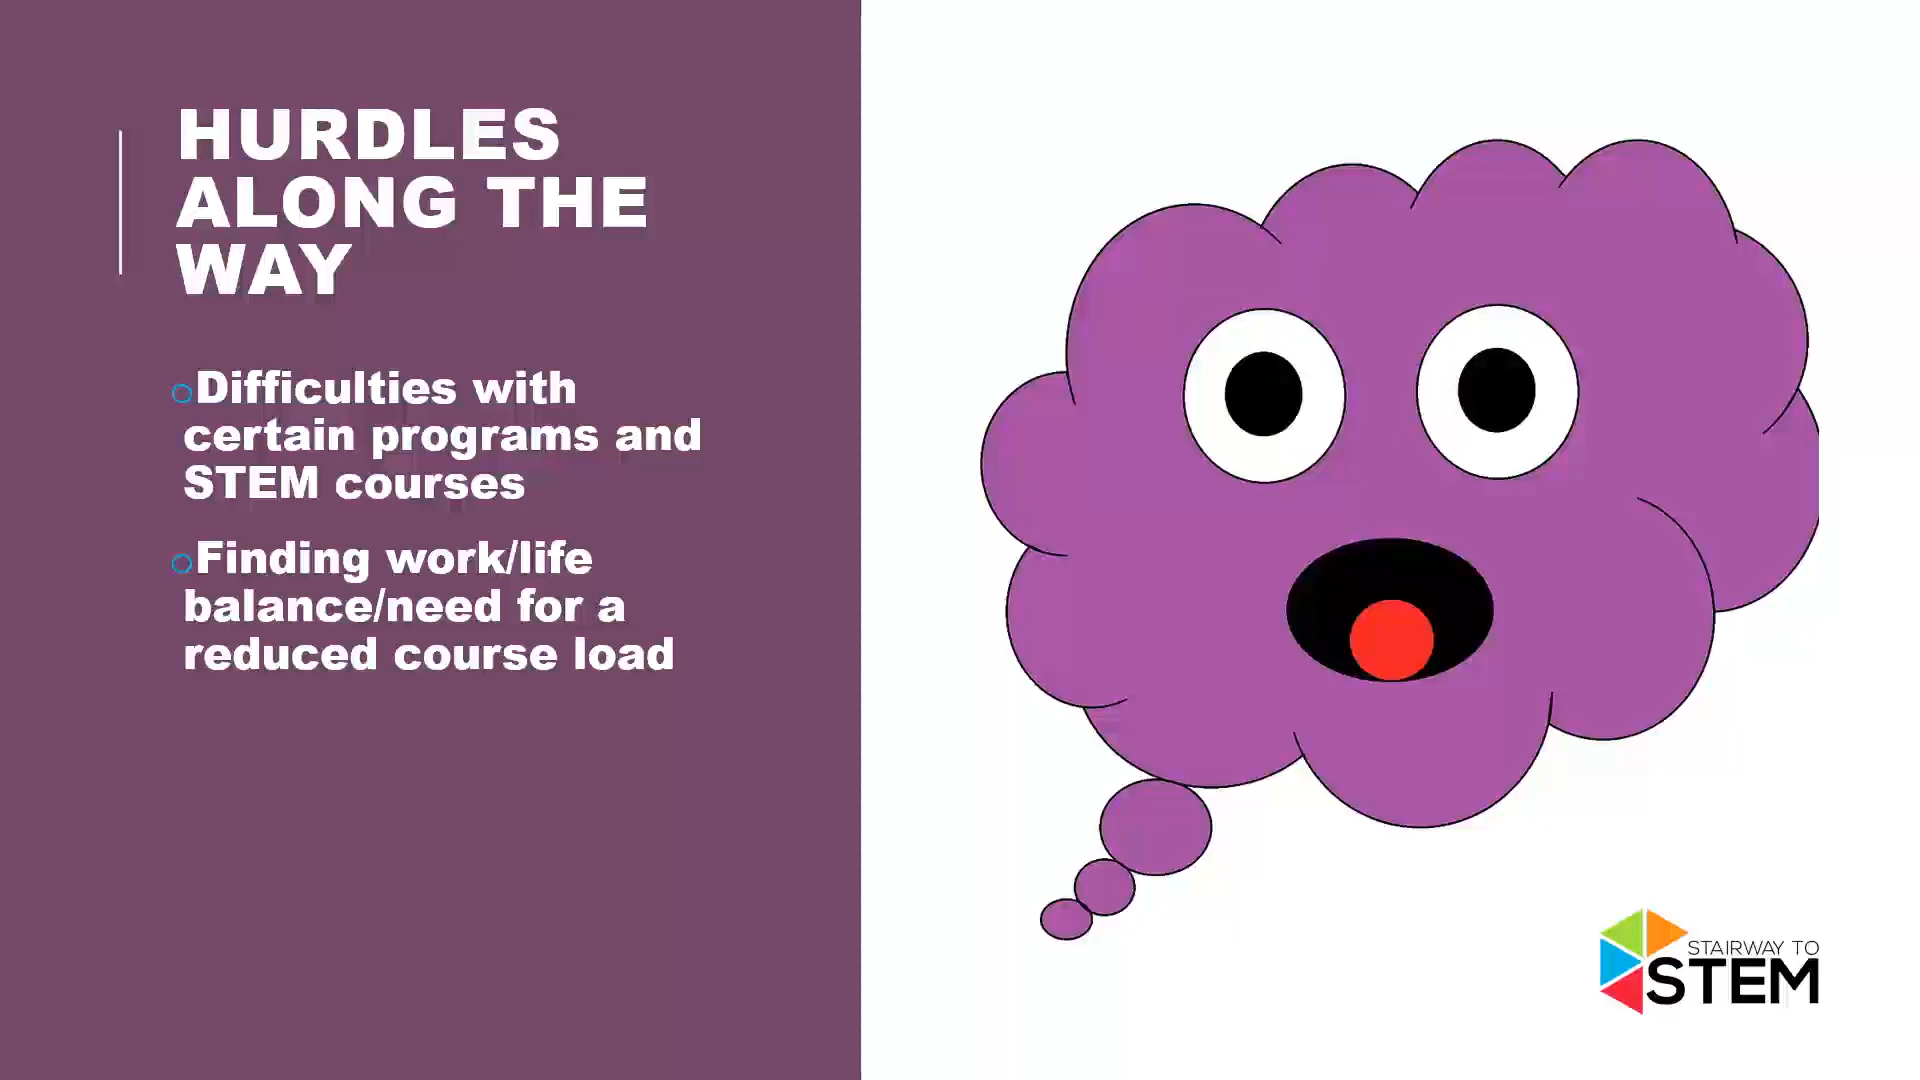 HURDLES
ALONG THE
WAY
Difficulties with
certain programs and
STEM courses
Finding work/life
balance/need for a
reduced course load
STAIRWAY TO
STEM